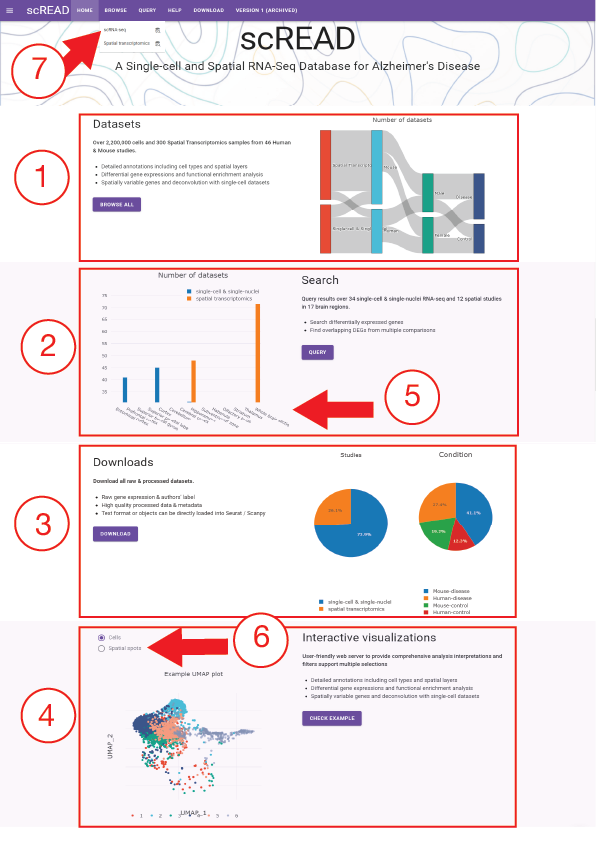 scREAD HOME BROWSE QUERY HELP DOWNLOAD VERSION 1 (ARCHIVED)
scRNA-seq
Spatial transcriptomics
scREAD
A Single-cell and Spatial RNA-Seq Database for Alzheimer's Disease
7
1
Datasets
Over 2,200,000 cells and 300 Spatial Transcriptomics samples from 46 Human
& Mouse studies.
• Detailed annotations including cell types and spatial layers
• Differential gene expressions and functional enrichment analysis
• Spatially variable genes and deconvolution with single-cell datasets
BROWSE ALL
Number of datasets
Mouse
Human
Male
Female
Disease
Control
2
Number of datasets
single-cell & single-nuclei
spatial transcriptomics
75
70
65
60
55
50
45
40
35
Search
Query results over 34 single-cell & single-nuclei RNA-seq and 12 spatial studies
in 17 brain regions.
• Search differentially expressed genes
• Find overlapping DEGs from multiple comparisons
QUERY
5
3
Downloads
Download all raw & processed datasets.
• Raw gene expression & authors' label
• High quality processed data & metadata
• Text format or objects can be directly loaded into Seurat / Scanpy
DOWNLOAD
Studies
73.9%
26.1%
single-cell & single-nuclei
spatial transcriptomics
Condition
41.1%
12.3%
Mouse-disease
Human-disease
Mouse-control
Human-control
4
6
Cells
Spatial spots
Example UMAP plot
UMAP_2
UMAP_1
1 2 3 4 5 6
Interactive visualizations
User-friendly web server to provide comprehensive analysis interpretations and
filters support multiple selections
• Detailed annotations including cell types and spatial layers
• Differential gene expressions and functional enrichment analysis
• Spatially variable genes and deconvolution with single-cell datasets
CHECK EXAMPLE